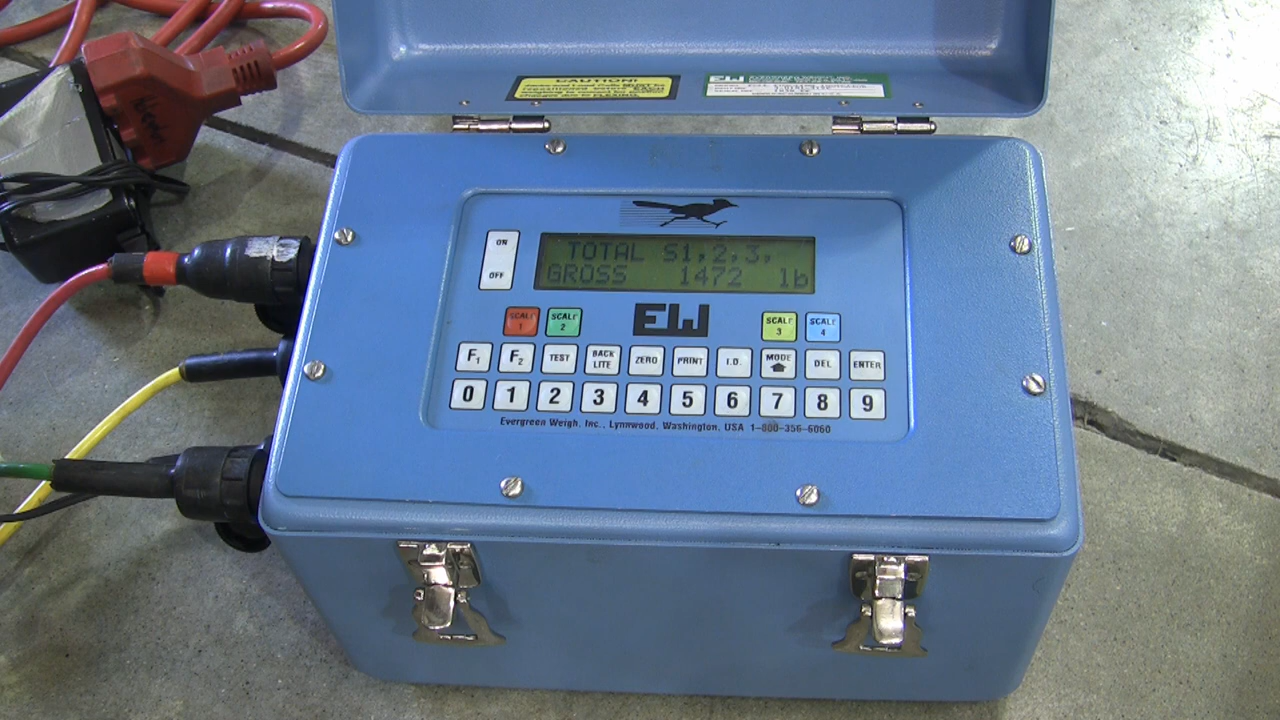 CAUTION!
EW
ON
OFF
TOTAL S1,2,3,
GROSS 1472 lb
SCALE 1
SCALE 2
EW
SCALE 3
SCALE 4
F1 F2 TEST BACK LITE ZERO PRINT I.D. MODE DEL ENTER
0 1 2 3 4 5 6 7 8 9
Evergreen Weigh, Inc., Lynnwood, Washington, USA 1-800-356-6060